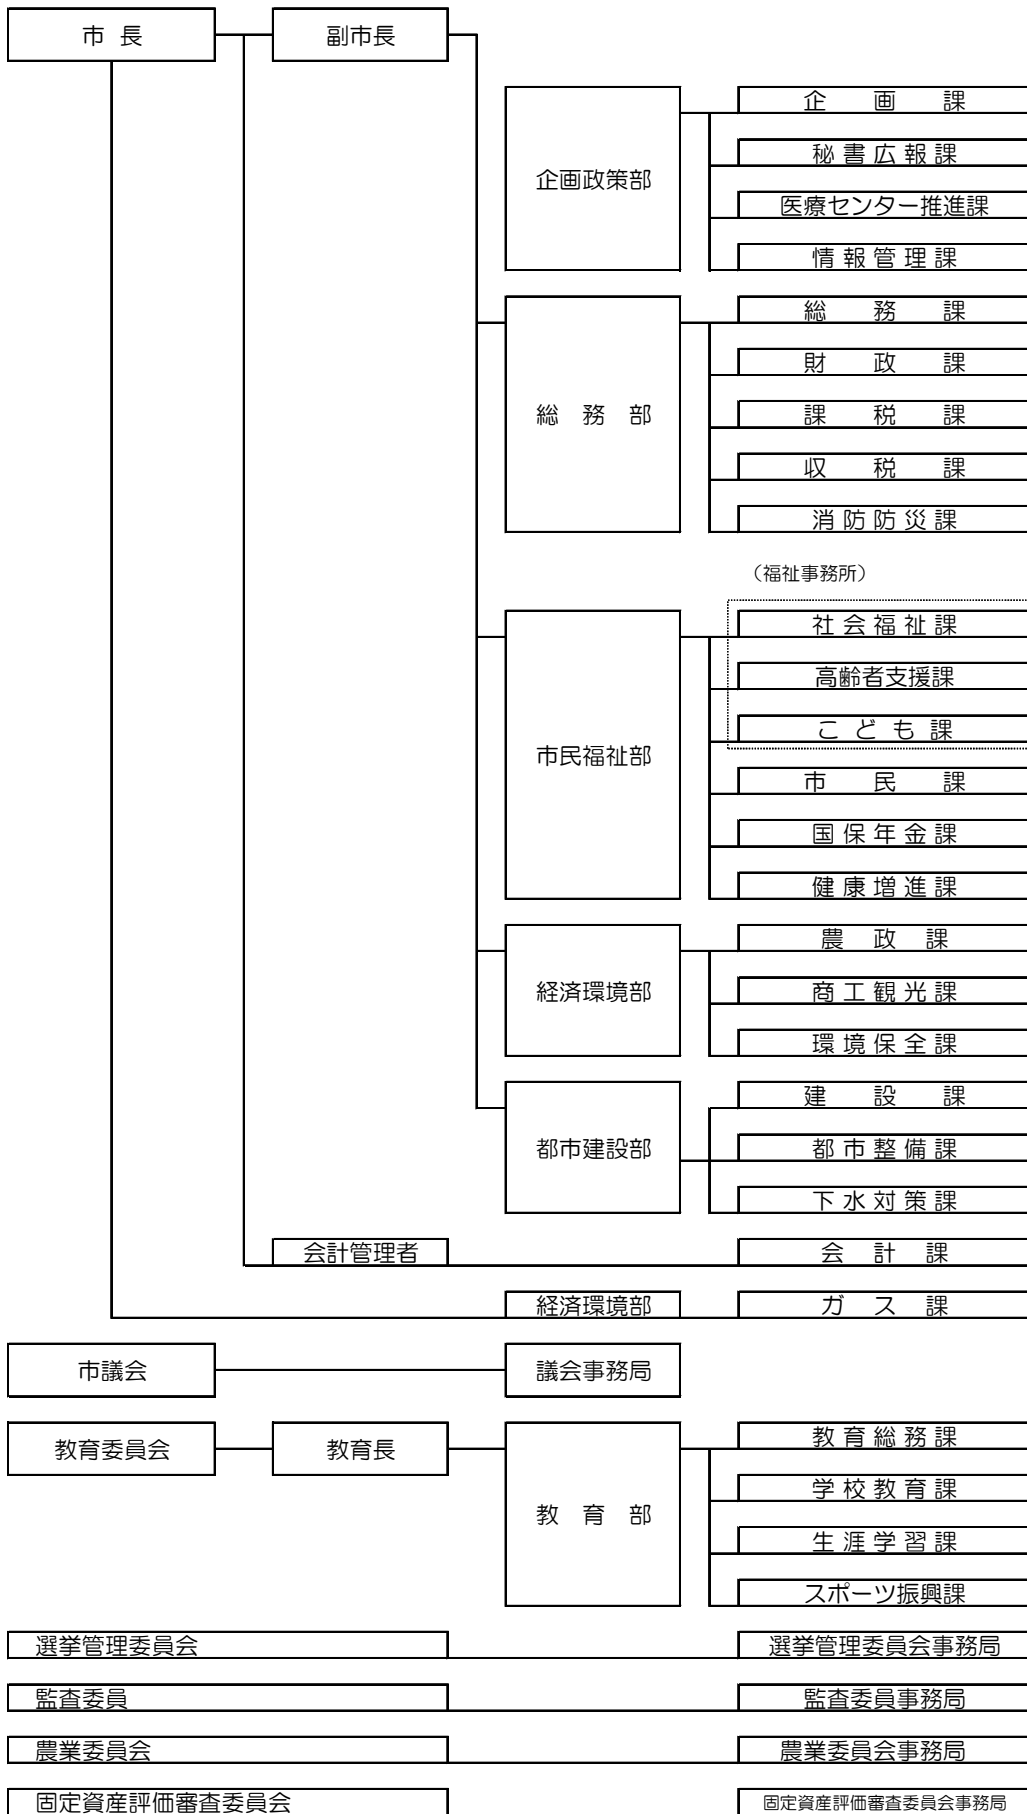 市 長
副市長
企画政策部
企 画 課
秘書広報課
医療センター推進課
情報管理課
総 務 部
総 務 課
財 政 課
課 税 課
収 税 課
消防防災課
（福祉事務所）
市民福祉部
社会福祉課
高齢者支援課
こども課
市 民 課
国保年金課
健康増進課
経済環境部
農 政 課
商工観光課
環境保全課
都市建設部
建 設 課
都市整備課
下水対策課
会計管理者
会 計 課
経済環境部
ガ ス 課
市議会
議会事務局
教育委員会
教育長
教 育 部
教育総務課
学校教育課
生涯学習課
スポーツ振興課
選挙管理委員会
選挙管理委員会事務局
監査委員
監査委員事務局
農業委員会
農業委員会事務局
固定資産評価審査委員会
固定資産評価審査委員会事務局